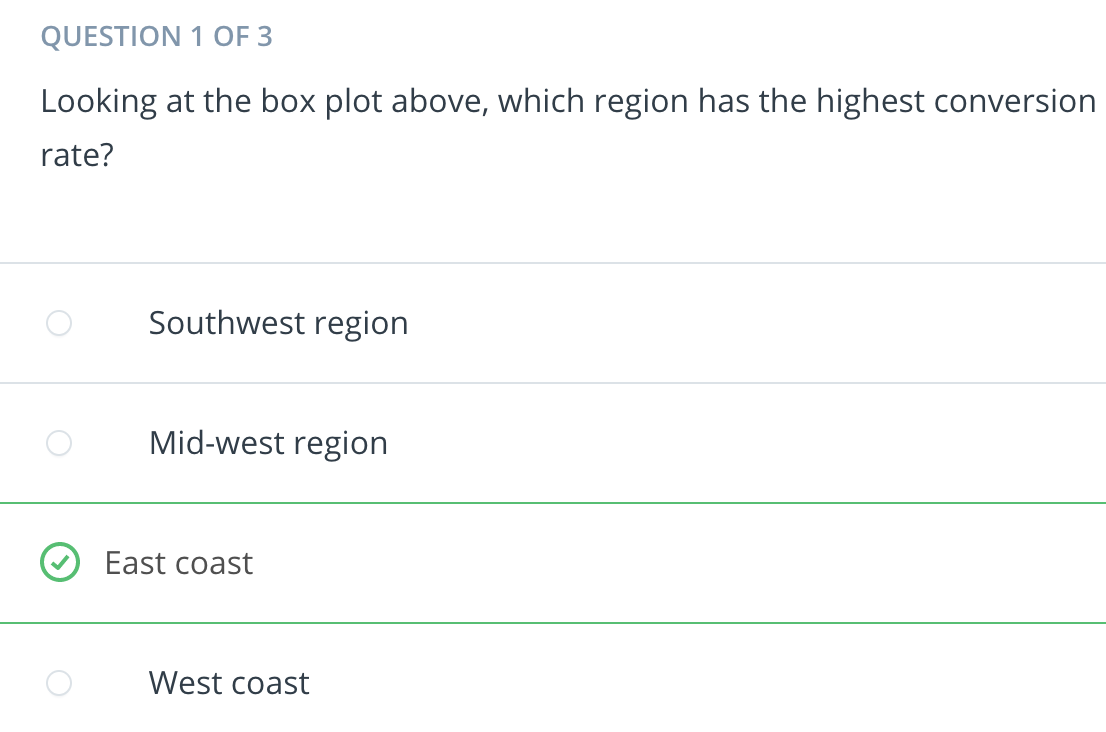 QUESTION 1 OF 3
Looking at the box plot above, which region has the highest conversion
rate?
Southwest region
Mid-west region
East coast
West coast